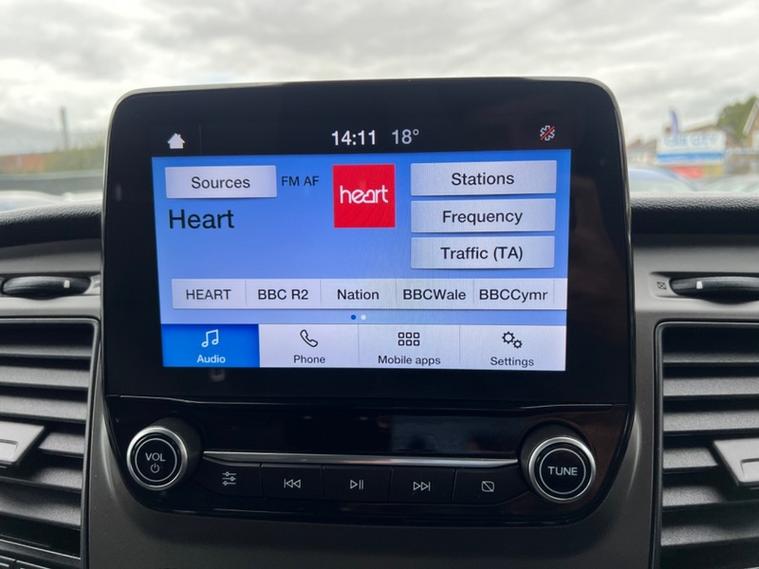 14:11 18°
Sources FM AF heart Stations
Heart Frequency
Traffic (TA)
HEART BBC R2 Nation BBCWale BBCCymr
Audio Phone Mobile apps Settings
VOL TUNE